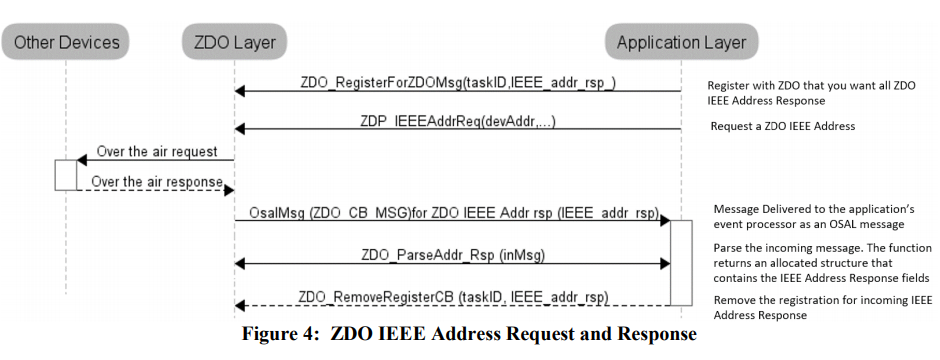 Other Devices
ZDO Layer
Application Layer
ZDO_RegisterForZDOMsg(taskID,IEEE_addr_rsp_)
Register with ZDO that you want all ZDO
IEEE Address Response
ZDP_IEEEAddrReq(devAddr,...)
Request a ZDO IEEE Address
Over the air request
Over the air response
OsalMsg (ZDO_CB_MSG)for ZDO IEEE Addr rsp (IEEE_addr_rsp)
Message Delivered to the application's
event processor as an OSAL message
ZDO_ParseAddr_Rsp (inMsg)
Parse the incoming message. The function
returns an allocated structure that
contains the IEEE Address Response fields
ZDO_RemoveRegisterCB (taskID, IEEE_addr_rsp)
Remove the registration for incoming IEEE
Address Response
Figure 4: ZDO IEEE Address Request and Response